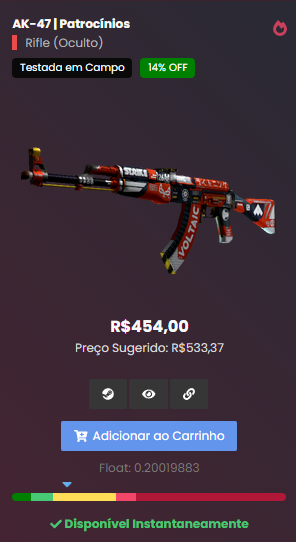 AK-47 | Patrocínios
Rifle (Oculto)
Testada em Campo
14% OFF
VOLTAIC
R$454,00
Preço Sugerido: R$533,37
Adicionar ao Carrinho
Float: 0.20019883
Disponível Instantaneamente